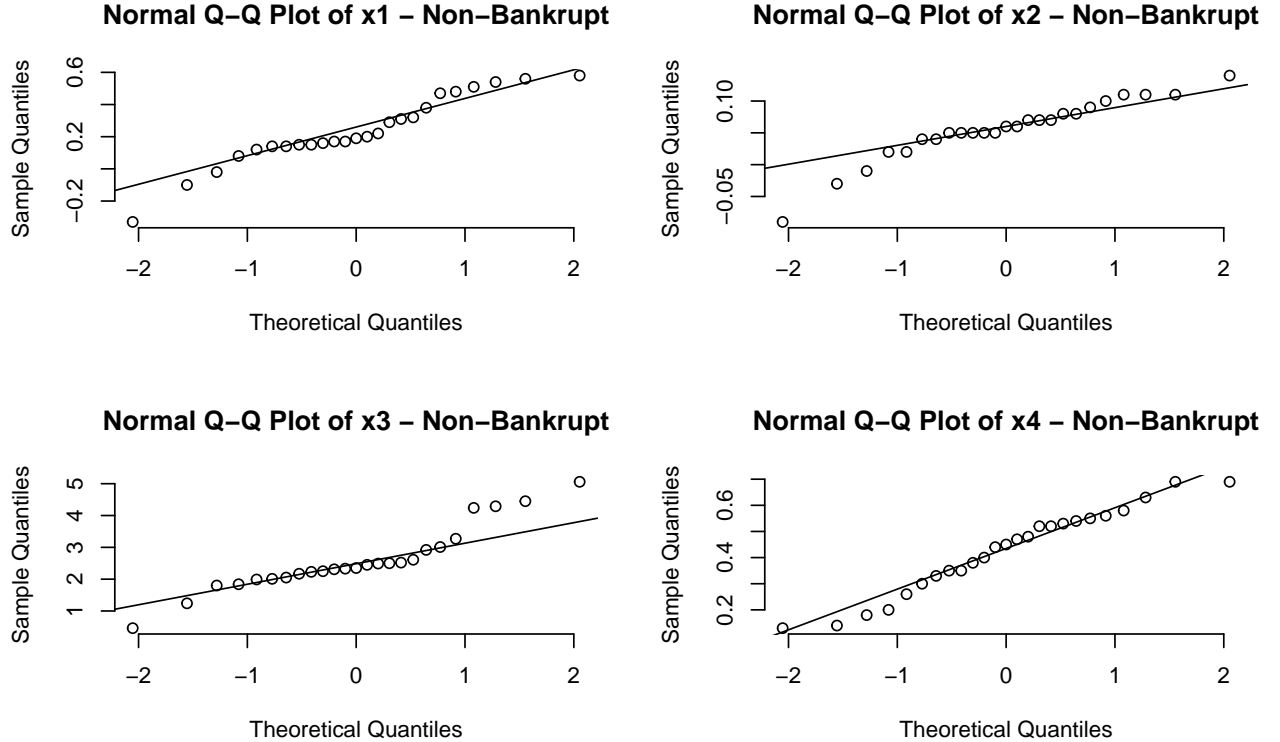 Normal Q−Q Plot of x1 − Non−Bankrupt
Sample Quantiles
0.6
0.2
−0.2
−2 −1 0 1 2
Theoretical Quantiles
Normal Q−Q Plot of x2 − Non−Bankrupt
Sample Quantiles
0.10
−0.05
−2 −1 0 1 2
Theoretical Quantiles
Normal Q−Q Plot of x3 − Non−Bankrupt
Sample Quantiles
5
4
3
2
1
−2 −1 0 1 2
Theoretical Quantiles
Normal Q−Q Plot of x4 − Non−Bankrupt
Sample Quantiles
0.6
0.4
0.2
−2 −1 0 1 2
Theoretical Quantiles